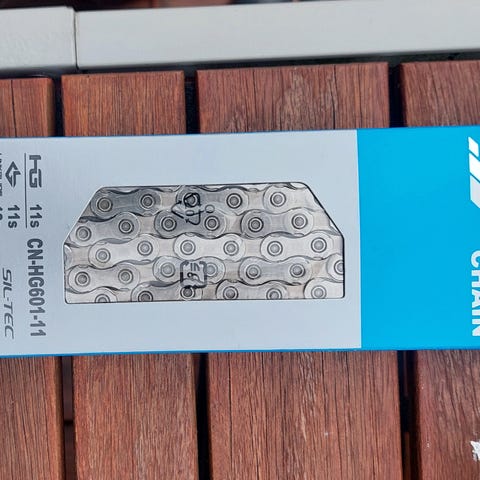 HG 11s CN-HG601-11
11s
SIL-TEC
CHAIN